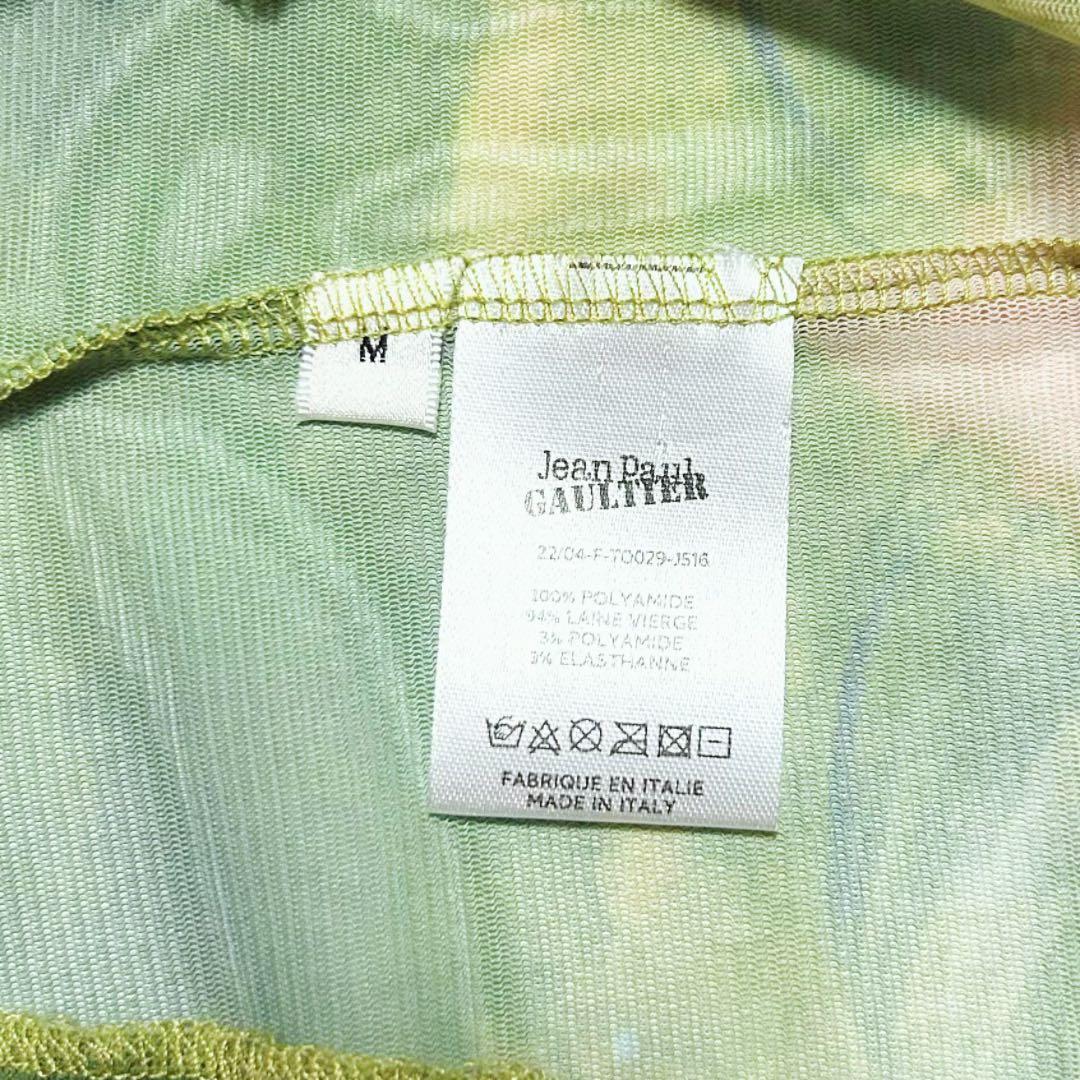 M
Jean Paul
GAULTIER
22/04-F-TO029-J516
100% POLYAMIDE
94% LAINE VIERGE
3% POLYAMIDE
3% ELASTHANNE
FABRIQUE EN ITALIE
MADE IN ITALY